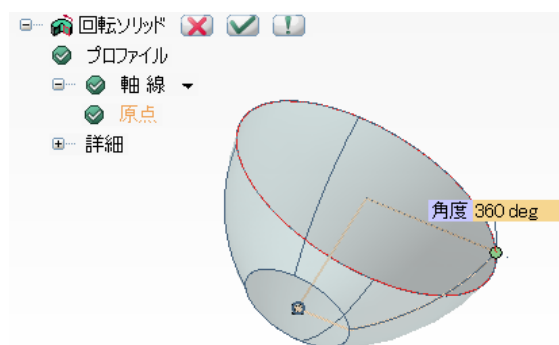 回転ソリッド
プロファイル
軸線
原点
詳細
角度 360 deg